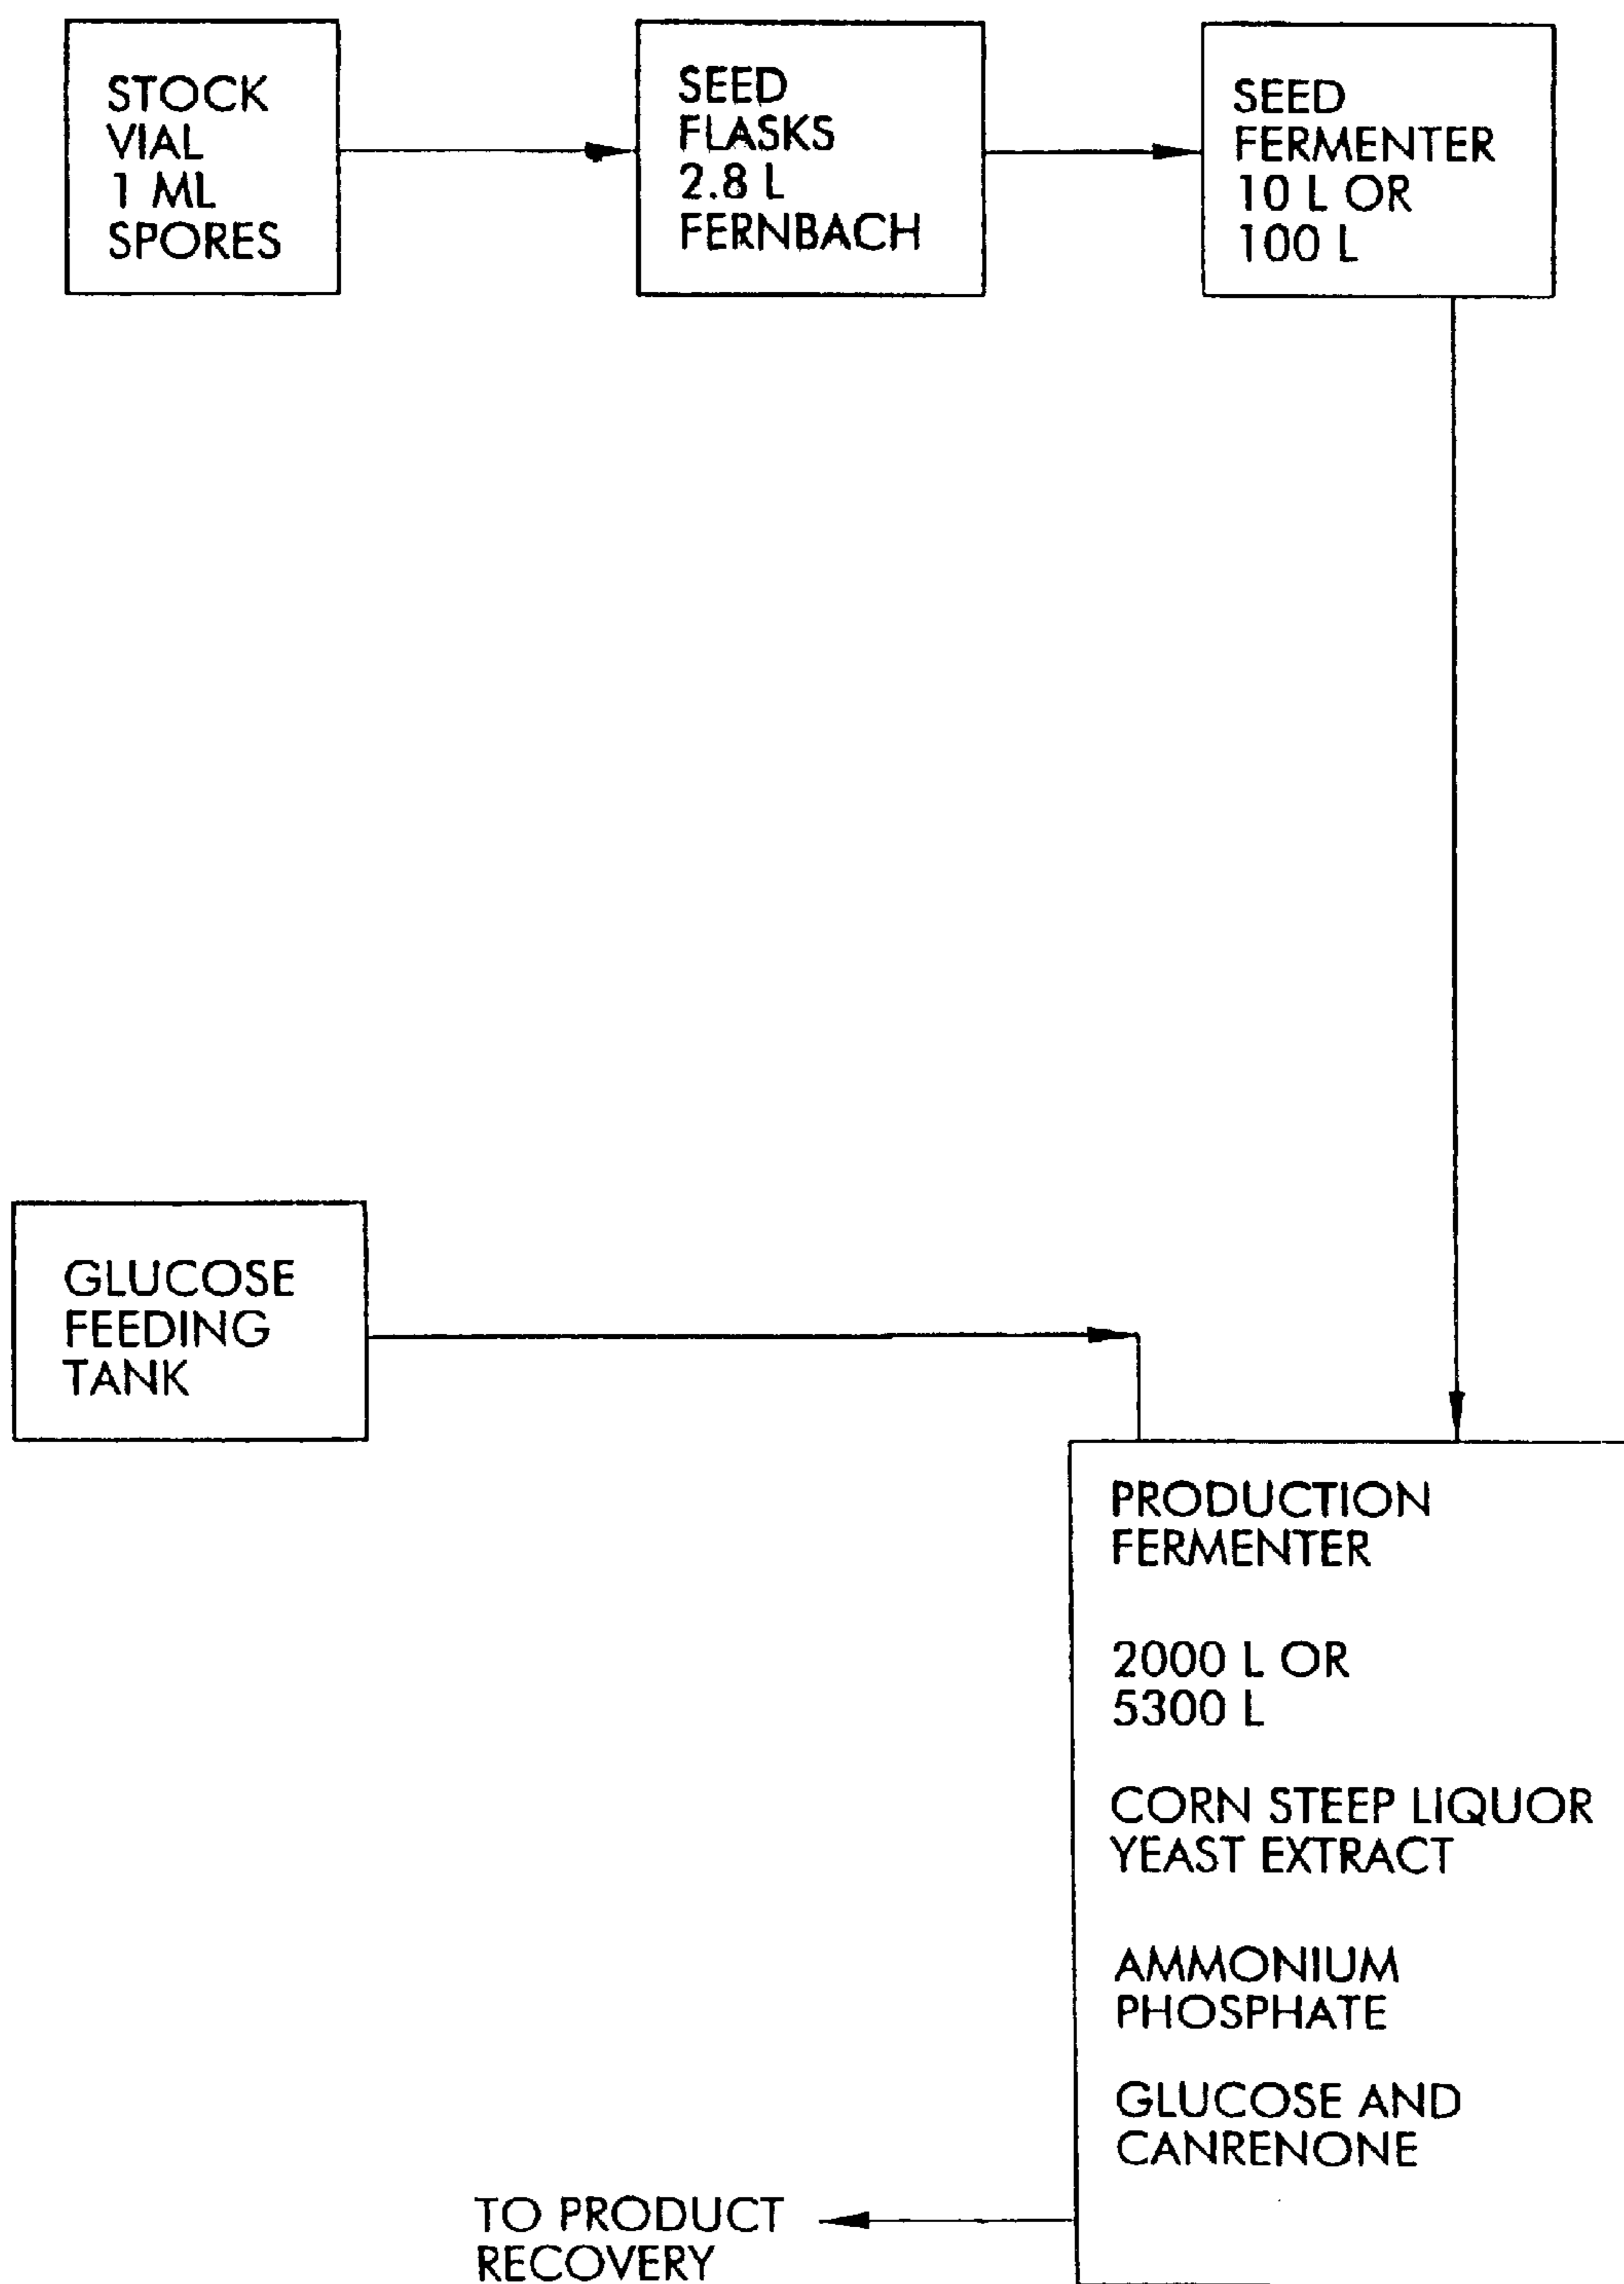 STOCK
VIAL
1 ML
SPORES
SEED
FLASKS
2.8 L
FERNBACH
SEED
FERMENTER
10 L OR
100 L
GLUCOSE
FEEDING
TANK
PRODUCTION
FERMENTER
2000 L OR
5300 L
CORN STEEP LIQUOR
YEAST EXTRACT
AMMONIUM
PHOSPHATE
GLUCOSE AND
CANRENONE
TO PRODUCT
RECOVERY